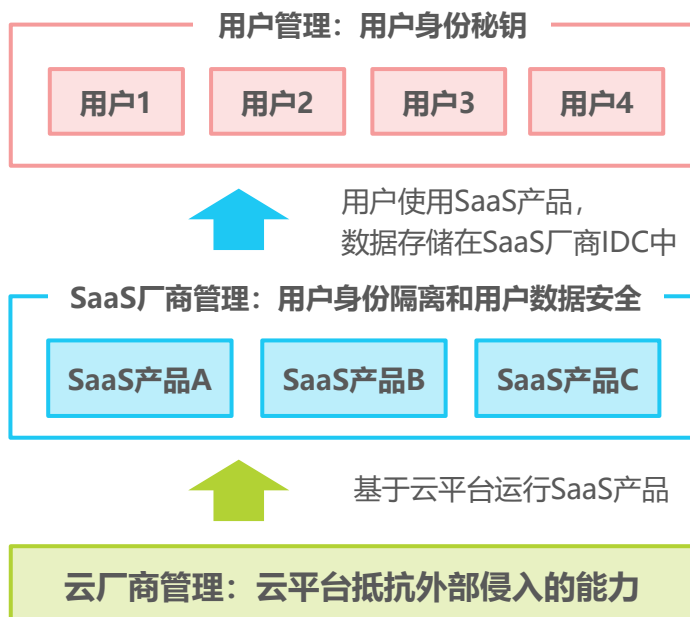 用户管理：用户身份秘钥
用户1
用户2
用户3
用户4
用户使用SaaS产品，
数据存储在SaaS厂商IDC中
SaaS厂商管理：用户身份隔离和用户数据安全
SaaS产品A
SaaS产品B
SaaS产品C
基于云平台运行SaaS产品
云厂商管理：云平台抵抗外部侵入的能力